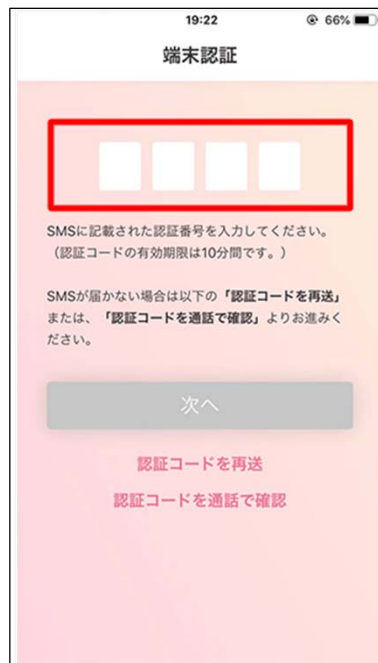 19:22
66%
端末認証
SMSに記載された認証番号を入力してください。
（認証コードの有効期限は10分間です。）
SMSが届かない場合は以下の「認証コードを再送」
または、「認証コードを通話で確認」よりお進みく
ださい。
次へ
認証コードを再送
認証コードを通話で確認